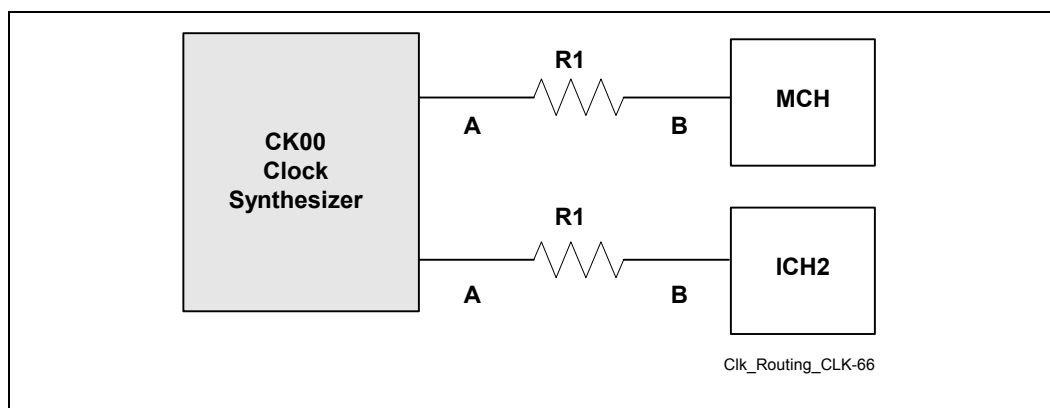 CK00
Clock
Synthesizer
R1
A
B
MCH
R1
A
B
ICH2
Clk_Routing_CLK-66